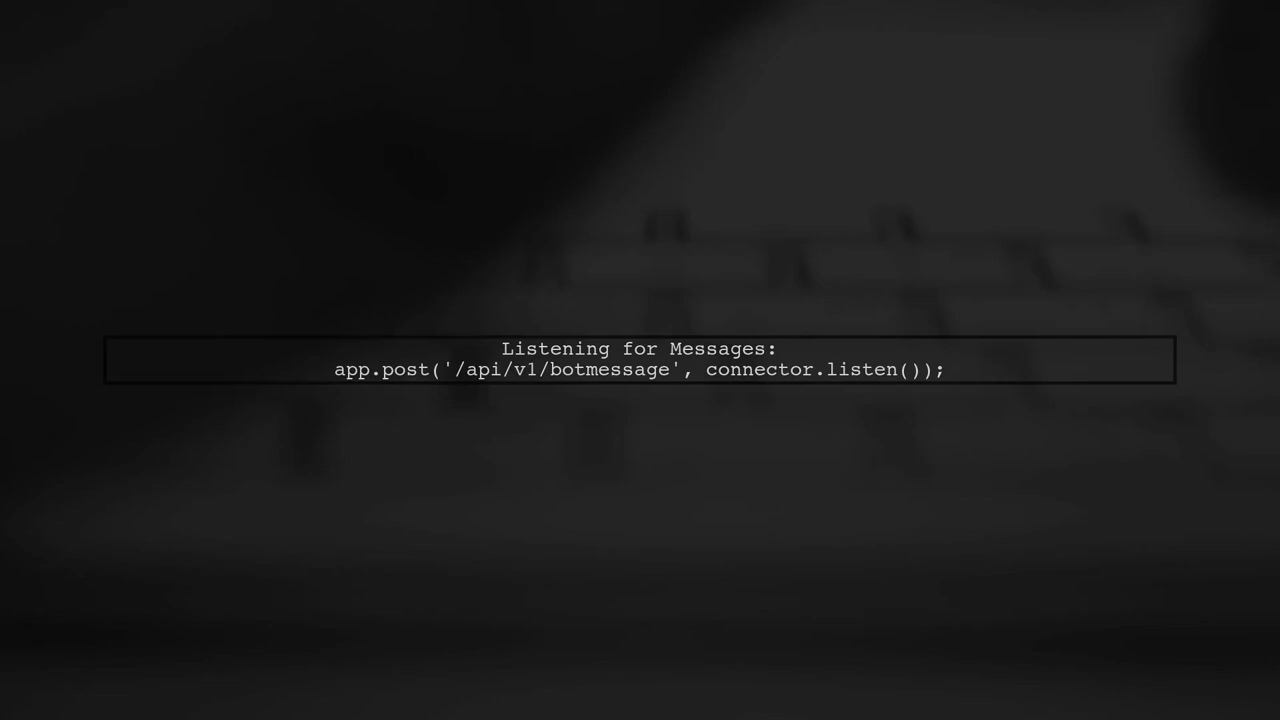 Listening for Messages:
app.post('/api/v1/botmessage', connector.listen());